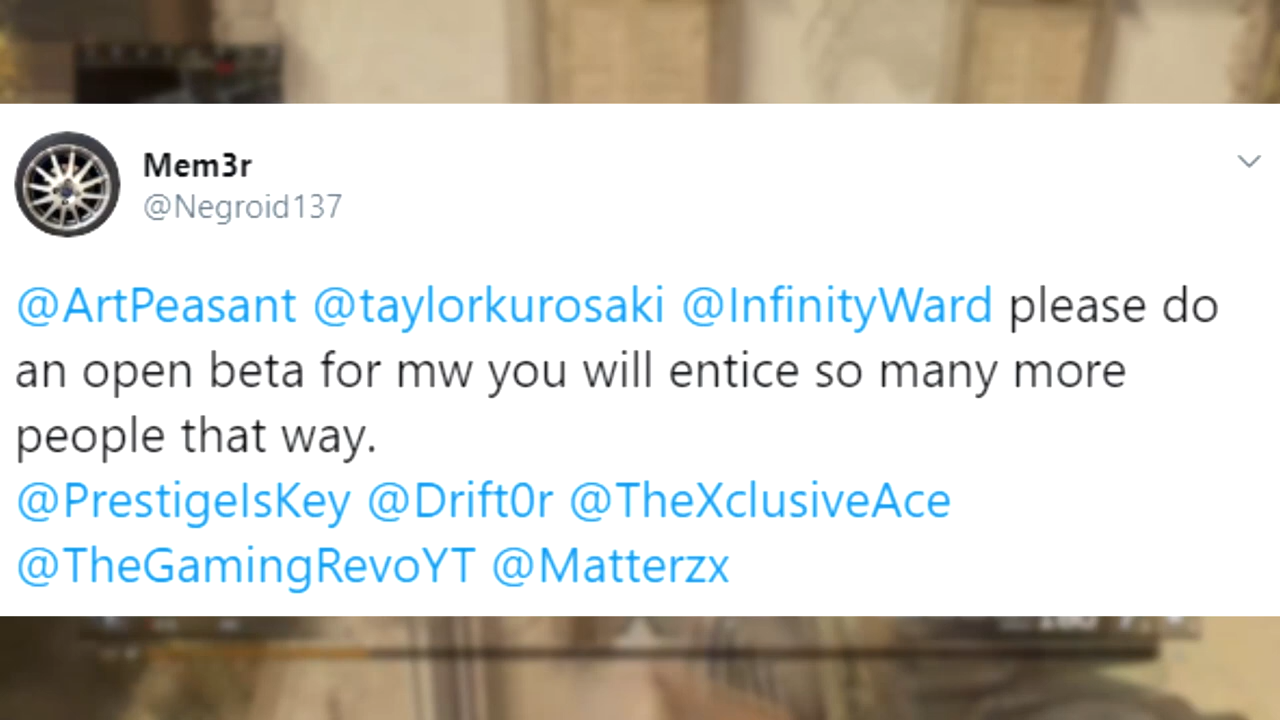 Mem3r
@Negroid137
@ArtPeasant @taylorkurosaki @InfinityWard please do
an open beta for mw you will entice so many more
people that way.
@PrestigeIsKey @Drift0r @TheXclusiveAce
@TheGamingRevoYT @Matterzx